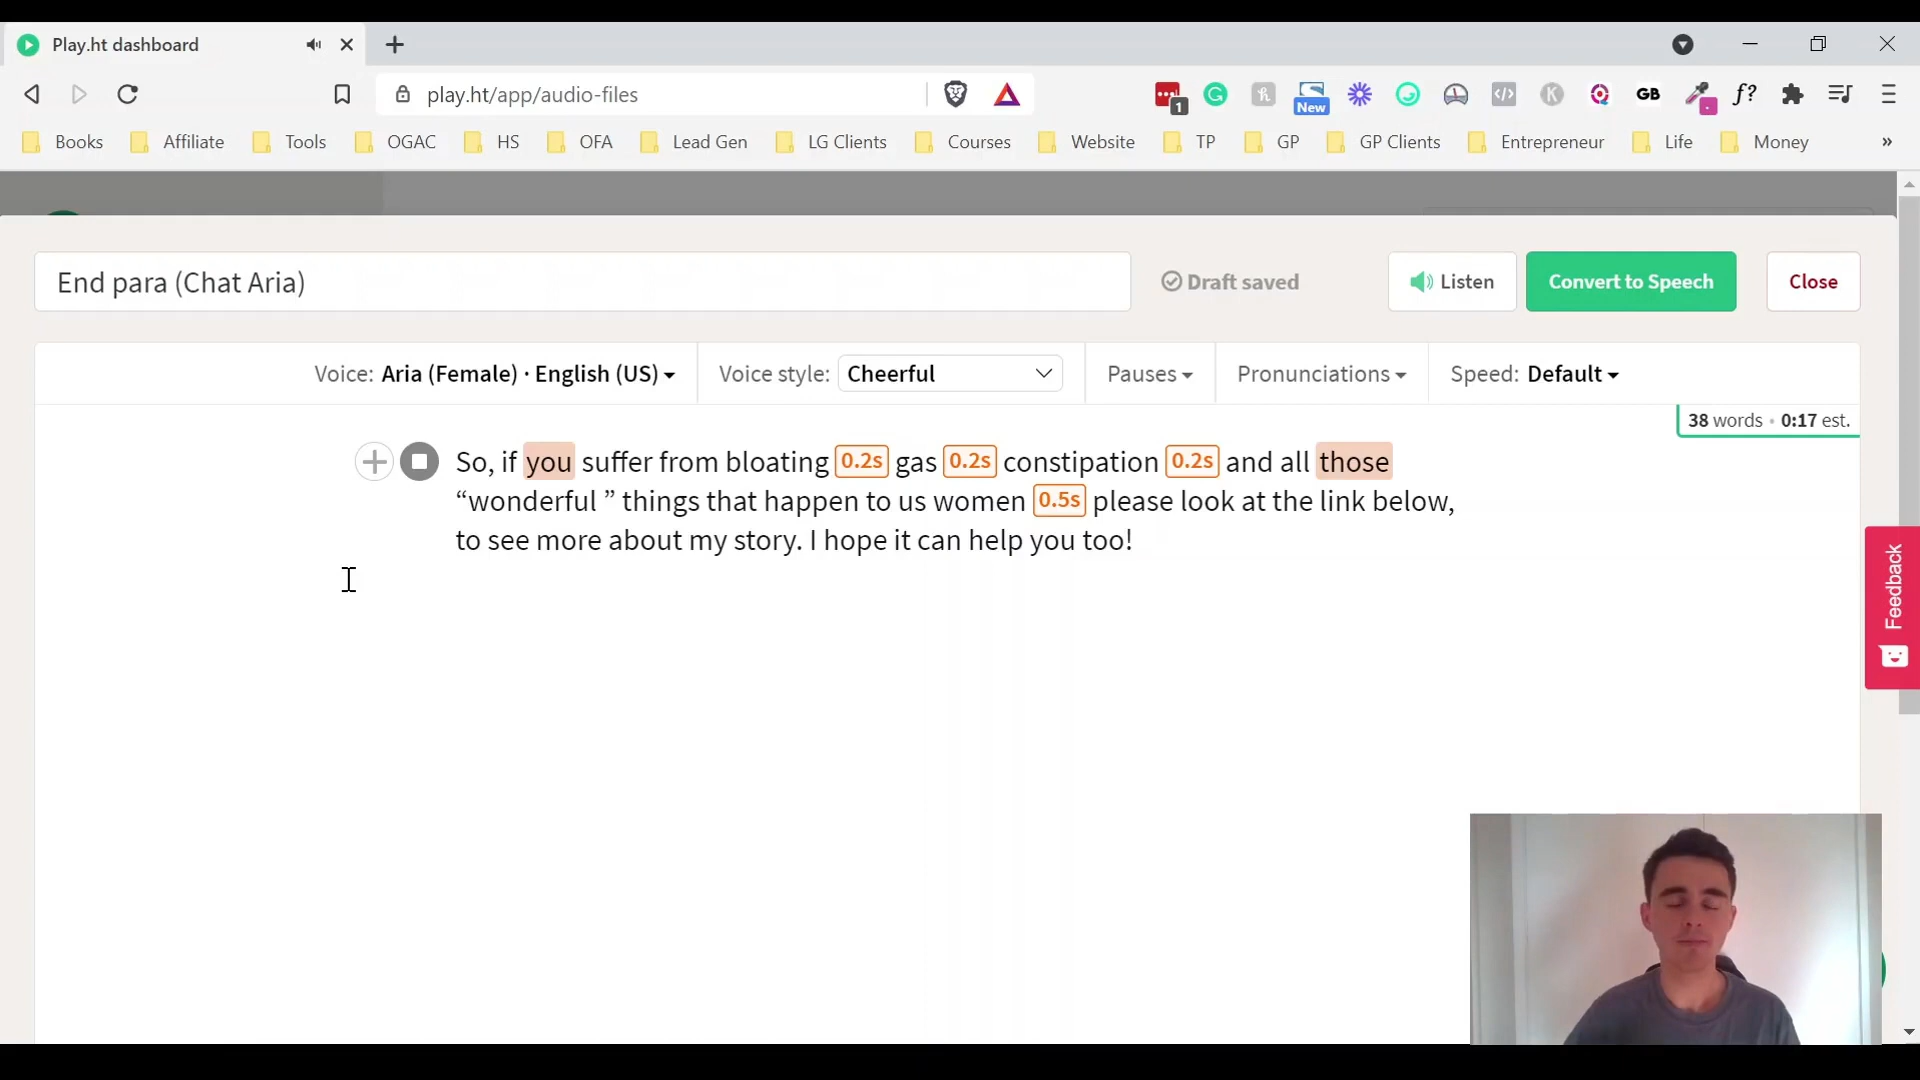 Play.ht dashboard
play.ht/app/audio-files
1
New
GB
f?
Books
Affiliate
Tools
OGAC
HS
OFA
Lead Gen
LG Clients
Courses
Website
TP
GP
GP Clients
Entrepreneur
Life
Money
»
End para (Chat Aria)
Draft saved
Listen
Convert to Speech
Close
Voice: Aria (Female) · English (US)
Voice style: Cheerful
Pauses
Pronunciations
Speed: Default
38 words • 0:17 est.
So, if you suffer from bloating 0.2s gas 0.2s constipation 0.2s and all those
“wonderful ” things that happen to us women 0.5s please look at the link below,
to see more about my story. I hope it can help you too!
Feedback